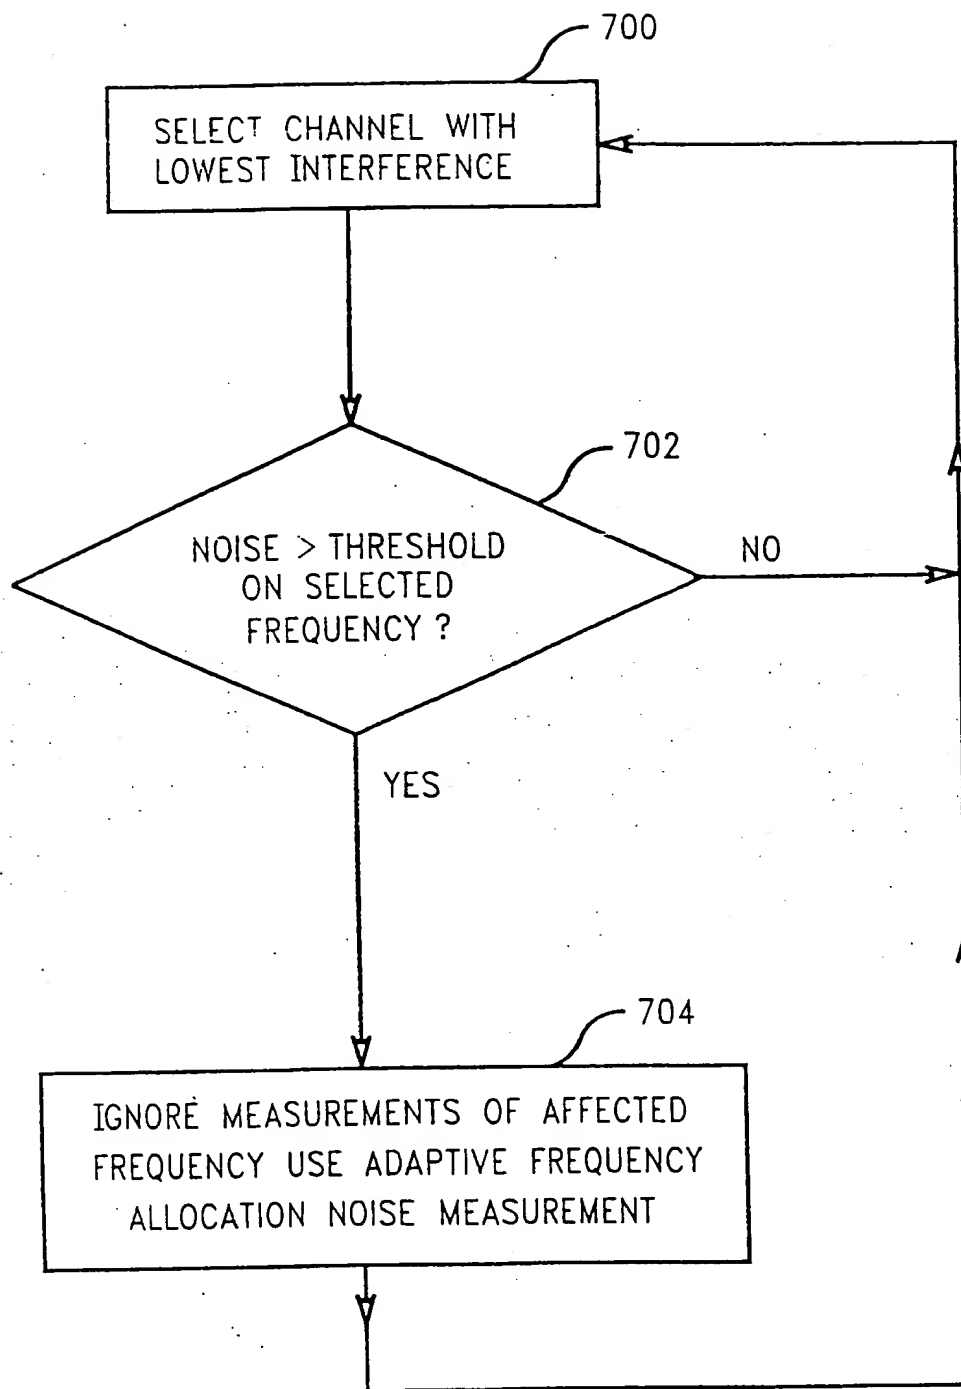 700
SELECT CHANNEL WITH
LOWEST INTERFERENCE
702
NOISE > THRESHOLD
ON SELECTED
FREQUENCY ?
NO
YES
704
IGNORE MEASUREMENTS OF AFFECTED
FREQUENCY USE ADAPTIVE FREQUENCY
ALLOCATION NOISE MEASUREMENT